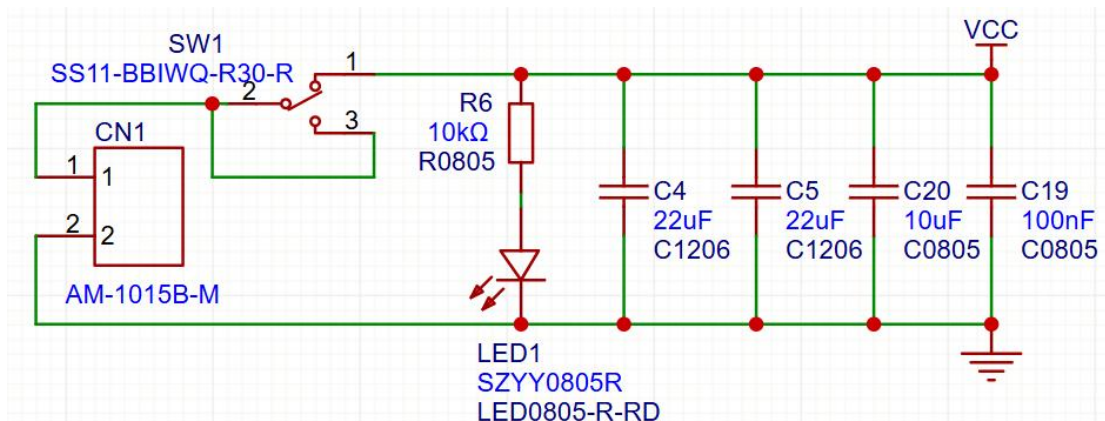 VCC
SW1
SS11-BBIWQ-R30-R
1
2
3
CN1
1
1
2
2
AM-1015B-M
R6
10kΩ
R0805
C4
22uF
C1206
C5
22uF
C1206
C20
10uF
C0805
C19
100nF
C0805
LED1
SZYY0805R
LED0805-R-RD